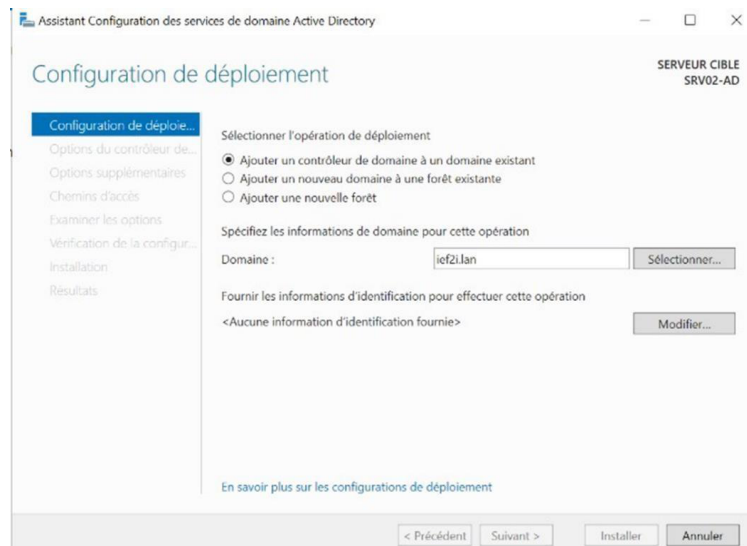 Assistant Configuration des services de domaine Active Directory
Configuration de déploiement
SERVEUR CIBLE
SRV02-AD
Configuration de déploie...
Options du contrôleur de...
Options supplémentaires
Chemins d'accès
Examiner les options
Vérification de la configur...
Installation
Résultats
Sélectionner l'opération de déploiement
Ajouter un contrôleur de domaine à un domaine existant
Ajouter un nouveau domaine à une forêt existante
Ajouter une nouvelle forêt
Spécifiez les informations de domaine pour cette opération
Domaine : ief2i.lan Sélectionner...
Fournir les informations d'identification pour effectuer cette opération
<Aucune information d'identification fournie> Modifier...
En savoir plus sur les configurations de déploiement
< Précédent Suivant > Installer Annuler